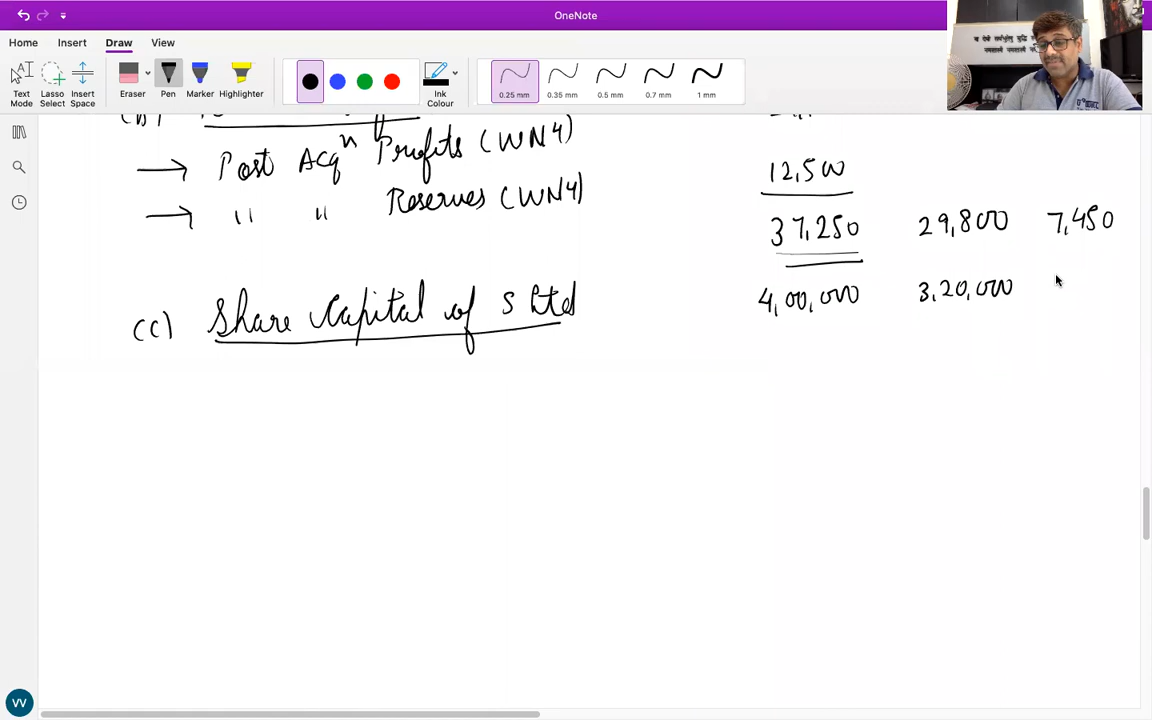 OneNote
Home Insert Draw View
Text Mode Lasso Select Insert Space Eraser Pen Marker Highlighter 0.25 mm 0.35 mm 0.5 mm 0.7 mm 1 mm Ink Colour
(b)
→ Post Acqⁿ Profits (WN4) 12,500
→ " " Reserves (WN4) 37,250 29,800 7,450
(c) Share Capital of S Ltd 4,00,000 3,20,000
VV